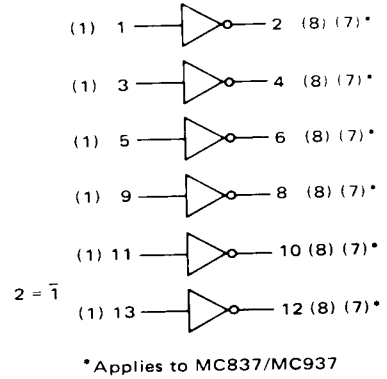 (1) 1 2 (8) (7)*
(1) 3 4 (8) (7)*
(1) 5 6 (8) (7)*
(1) 9 8 (8) (7)*
(1) 11 10 (8) (7)*
2 = 1̅
(1) 13 12 (8) (7)*
*Applies to MC837/MC937